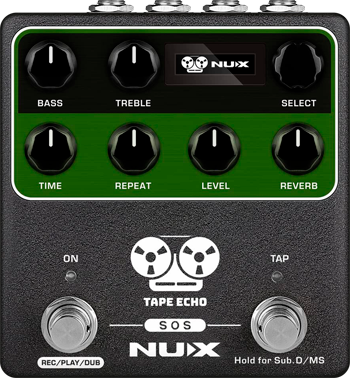 NUX
BASS TREBLE SELECT
TIME REPEAT LEVEL REVERB
ON TAP
TAPE ECHO
SOS
NUX
REC/PLAY/DUB Hold for Sub.D/MS